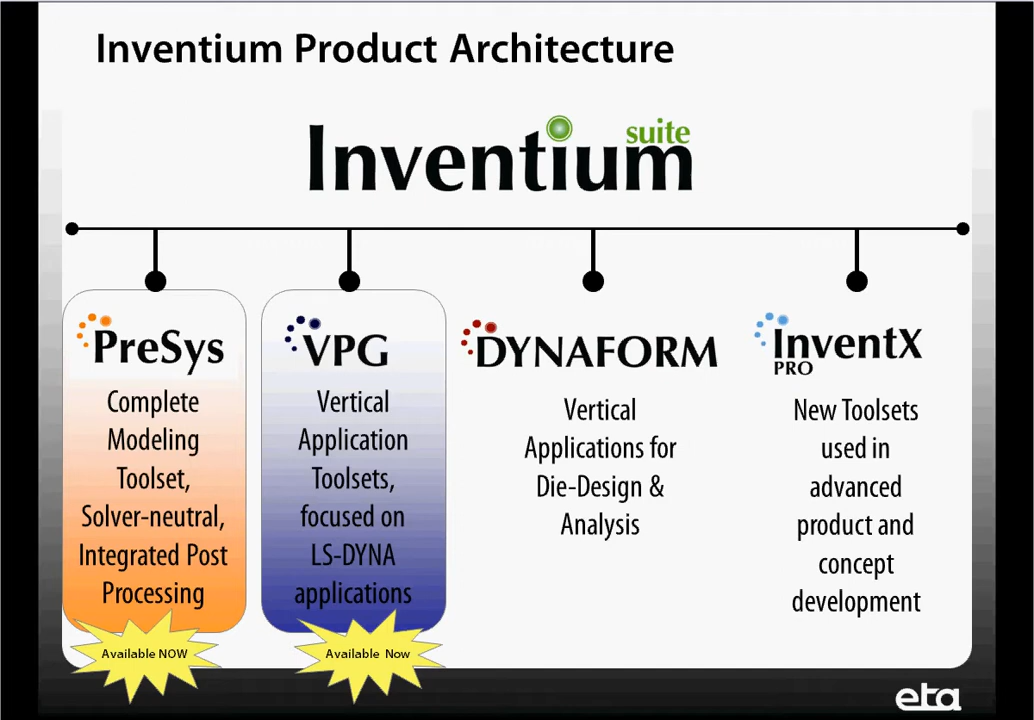 Inventium Product Architecture
Inventium suite
PreSys
Complete
Modeling
Toolset,
Solver-neutral,
Integrated Post
Processing
Available NOW
VPG
Vertical
Application
Toolsets,
focused on
LS-DYNA
applications
Available Now
DYNAFORM
Vertical
Applications for
Die-Design &
Analysis
InventX
PRO
New Toolsets
used in
advanced
product and
concept
development
eta